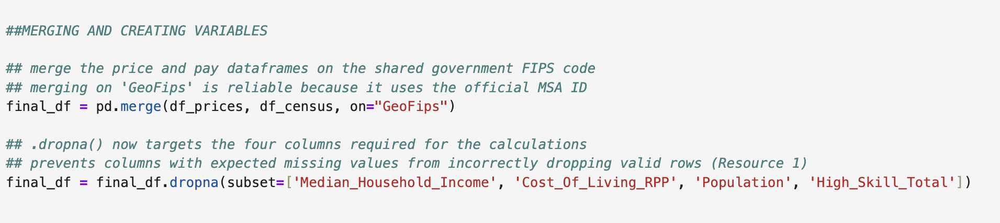 ##MERGING AND CREATING VARIABLES
## merge the price and pay dataframes on the shared government FIPS code
## merging on 'GeoFips' is reliable because it uses the official MSA ID
final_df = pd.merge(df_prices, df_census, on="GeoFips")
## .dropna() now targets the four columns required for the calculations
## prevents columns with expected missing values from incorrectly dropping valid rows (Resource 1)
final_df = final_df.dropna(subset=['Median_Household_Income', 'Cost_Of_Living_RPP', 'Population', 'High_Skill_Total'])